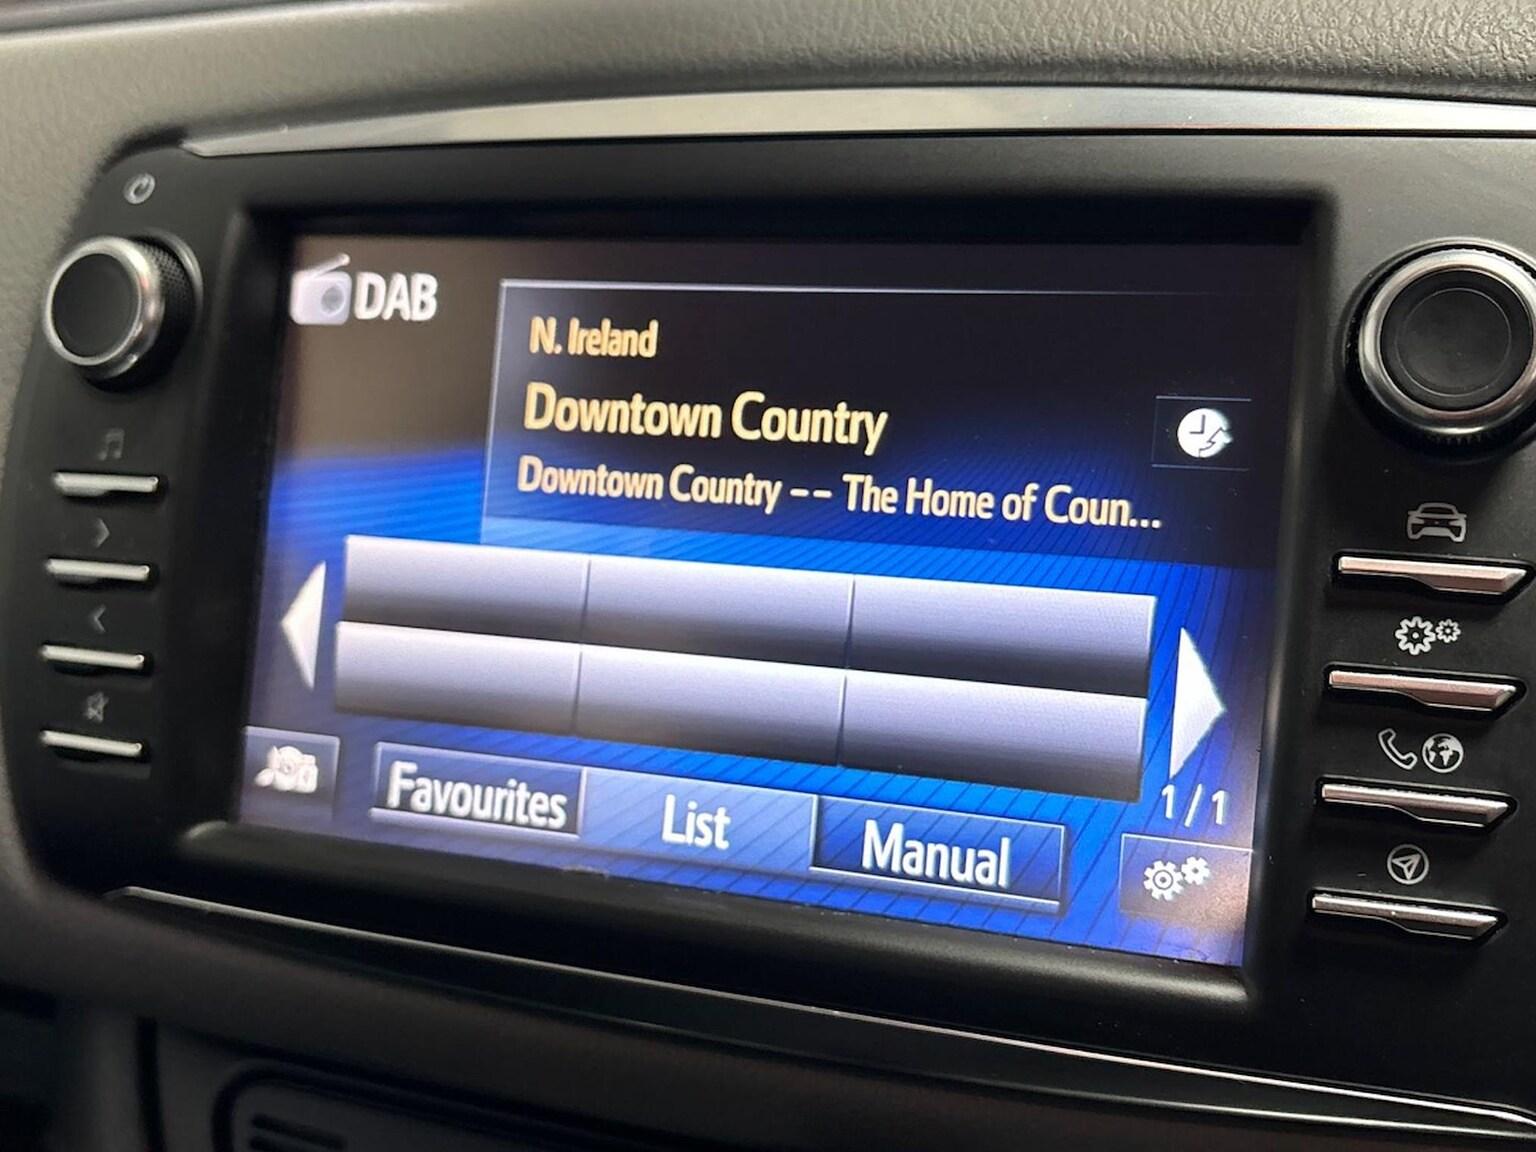 DAB
N. Ireland
Downtown Country
Downtown Country -- The Home of Coun...
1/1
Favourites
List
Manual